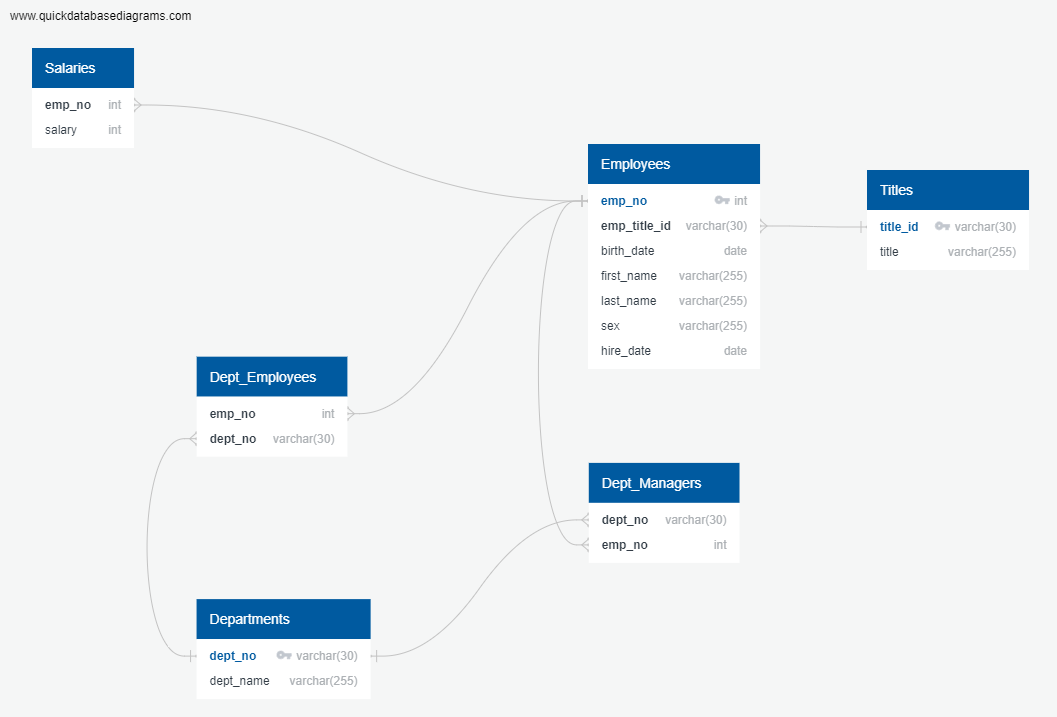 www.quickdatabasediagrams.com
Salaries
emp_no int
salary int
Employees
emp_no int
emp_title_id varchar(30)
birth_date date
first_name varchar(255)
last_name varchar(255)
sex varchar(255)
hire_date date
Titles
title_id varchar(30)
title varchar(255)
Dept_Employees
emp_no int
dept_no varchar(30)
Dept_Managers
dept_no varchar(30)
emp_no int
Departments
dept_no varchar(30)
dept_name varchar(255)